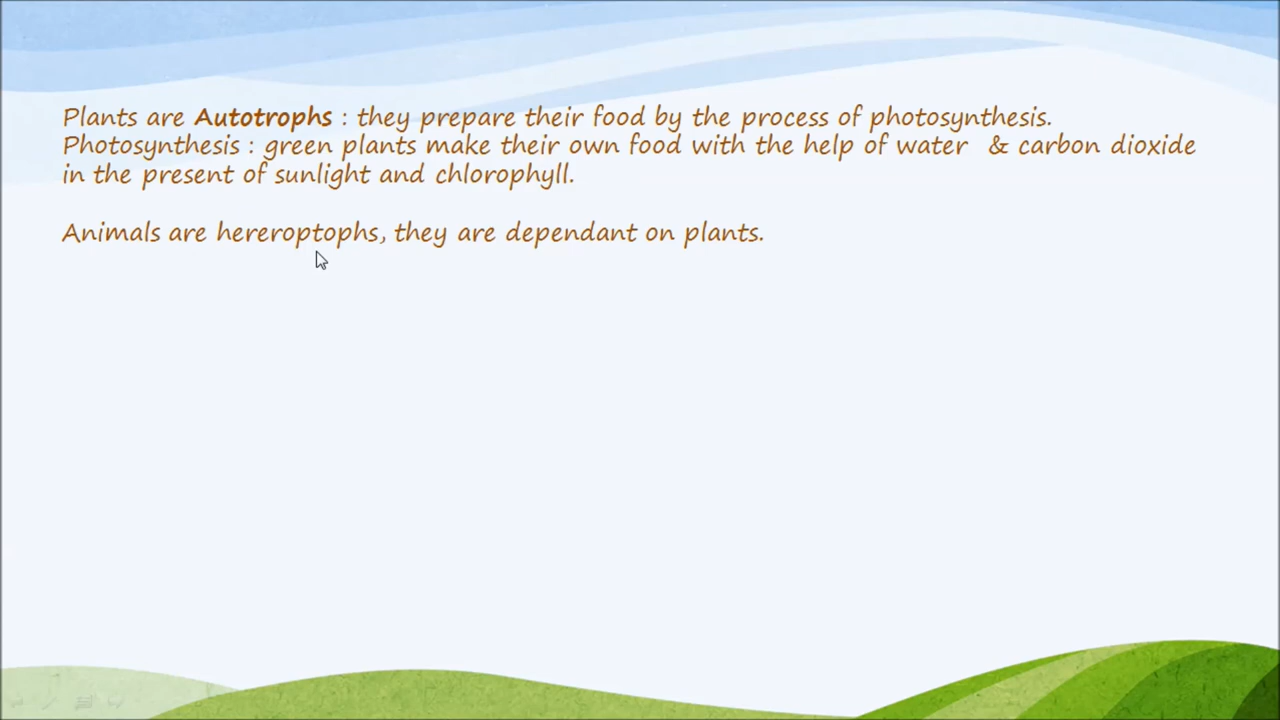 Plants are Autotrophs : they prepare their food by the process of photosynthesis.
Photosynthesis : green plants make their own food with the help of water & carbon dioxide
in the present of sunlight and chlorophyll.
Animals are hereroptophs, they are dependant on plants.